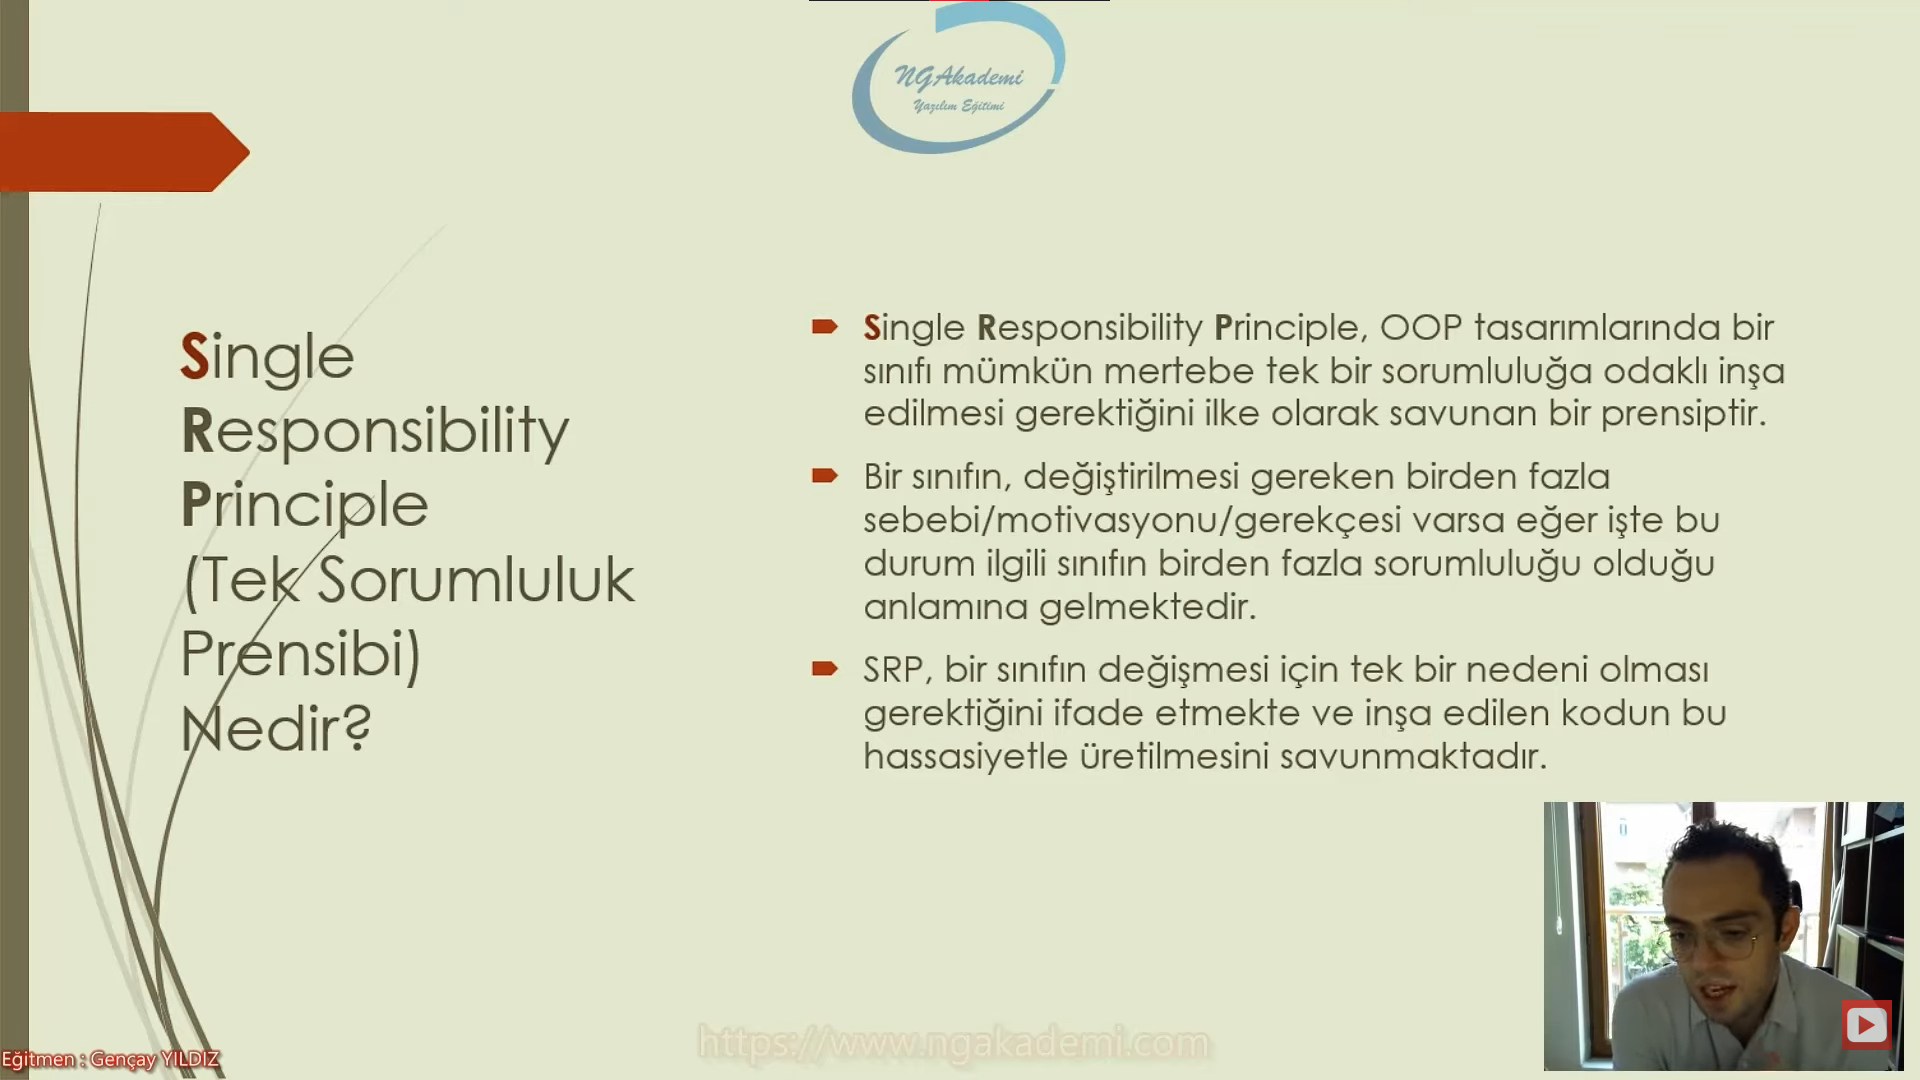 NGAkademi
Yazılım Eğitimi
Single
Responsibility
Principle
(Tek Sorumluluk
Prensibi)
Nedir?
Single Responsibility Principle, OOP tasarımlarında bir
sınıfı mümkün mertebe tek bir sorumluluğa odaklı inşa
edilmesi gerektiğini ilke olarak savunan bir prensiptir.
Bir sınıfın, değiştirilmesi gereken birden fazla
sebebi/motivasyonu/gerekçesi varsa eğer işte bu
durum ilgili sınıfın birden fazla sorumluluğu olduğu
anlamına gelmektedir.
SRP, bir sınıfın değişmesi için tek bir nedeni olması
gerektiğini ifade etmekte ve inşa edilen kodun bu
hassasiyetle üretilmesini savunmaktadır.
https://www.ngakademi.com
Eğitmen : Gençay YILDIZ